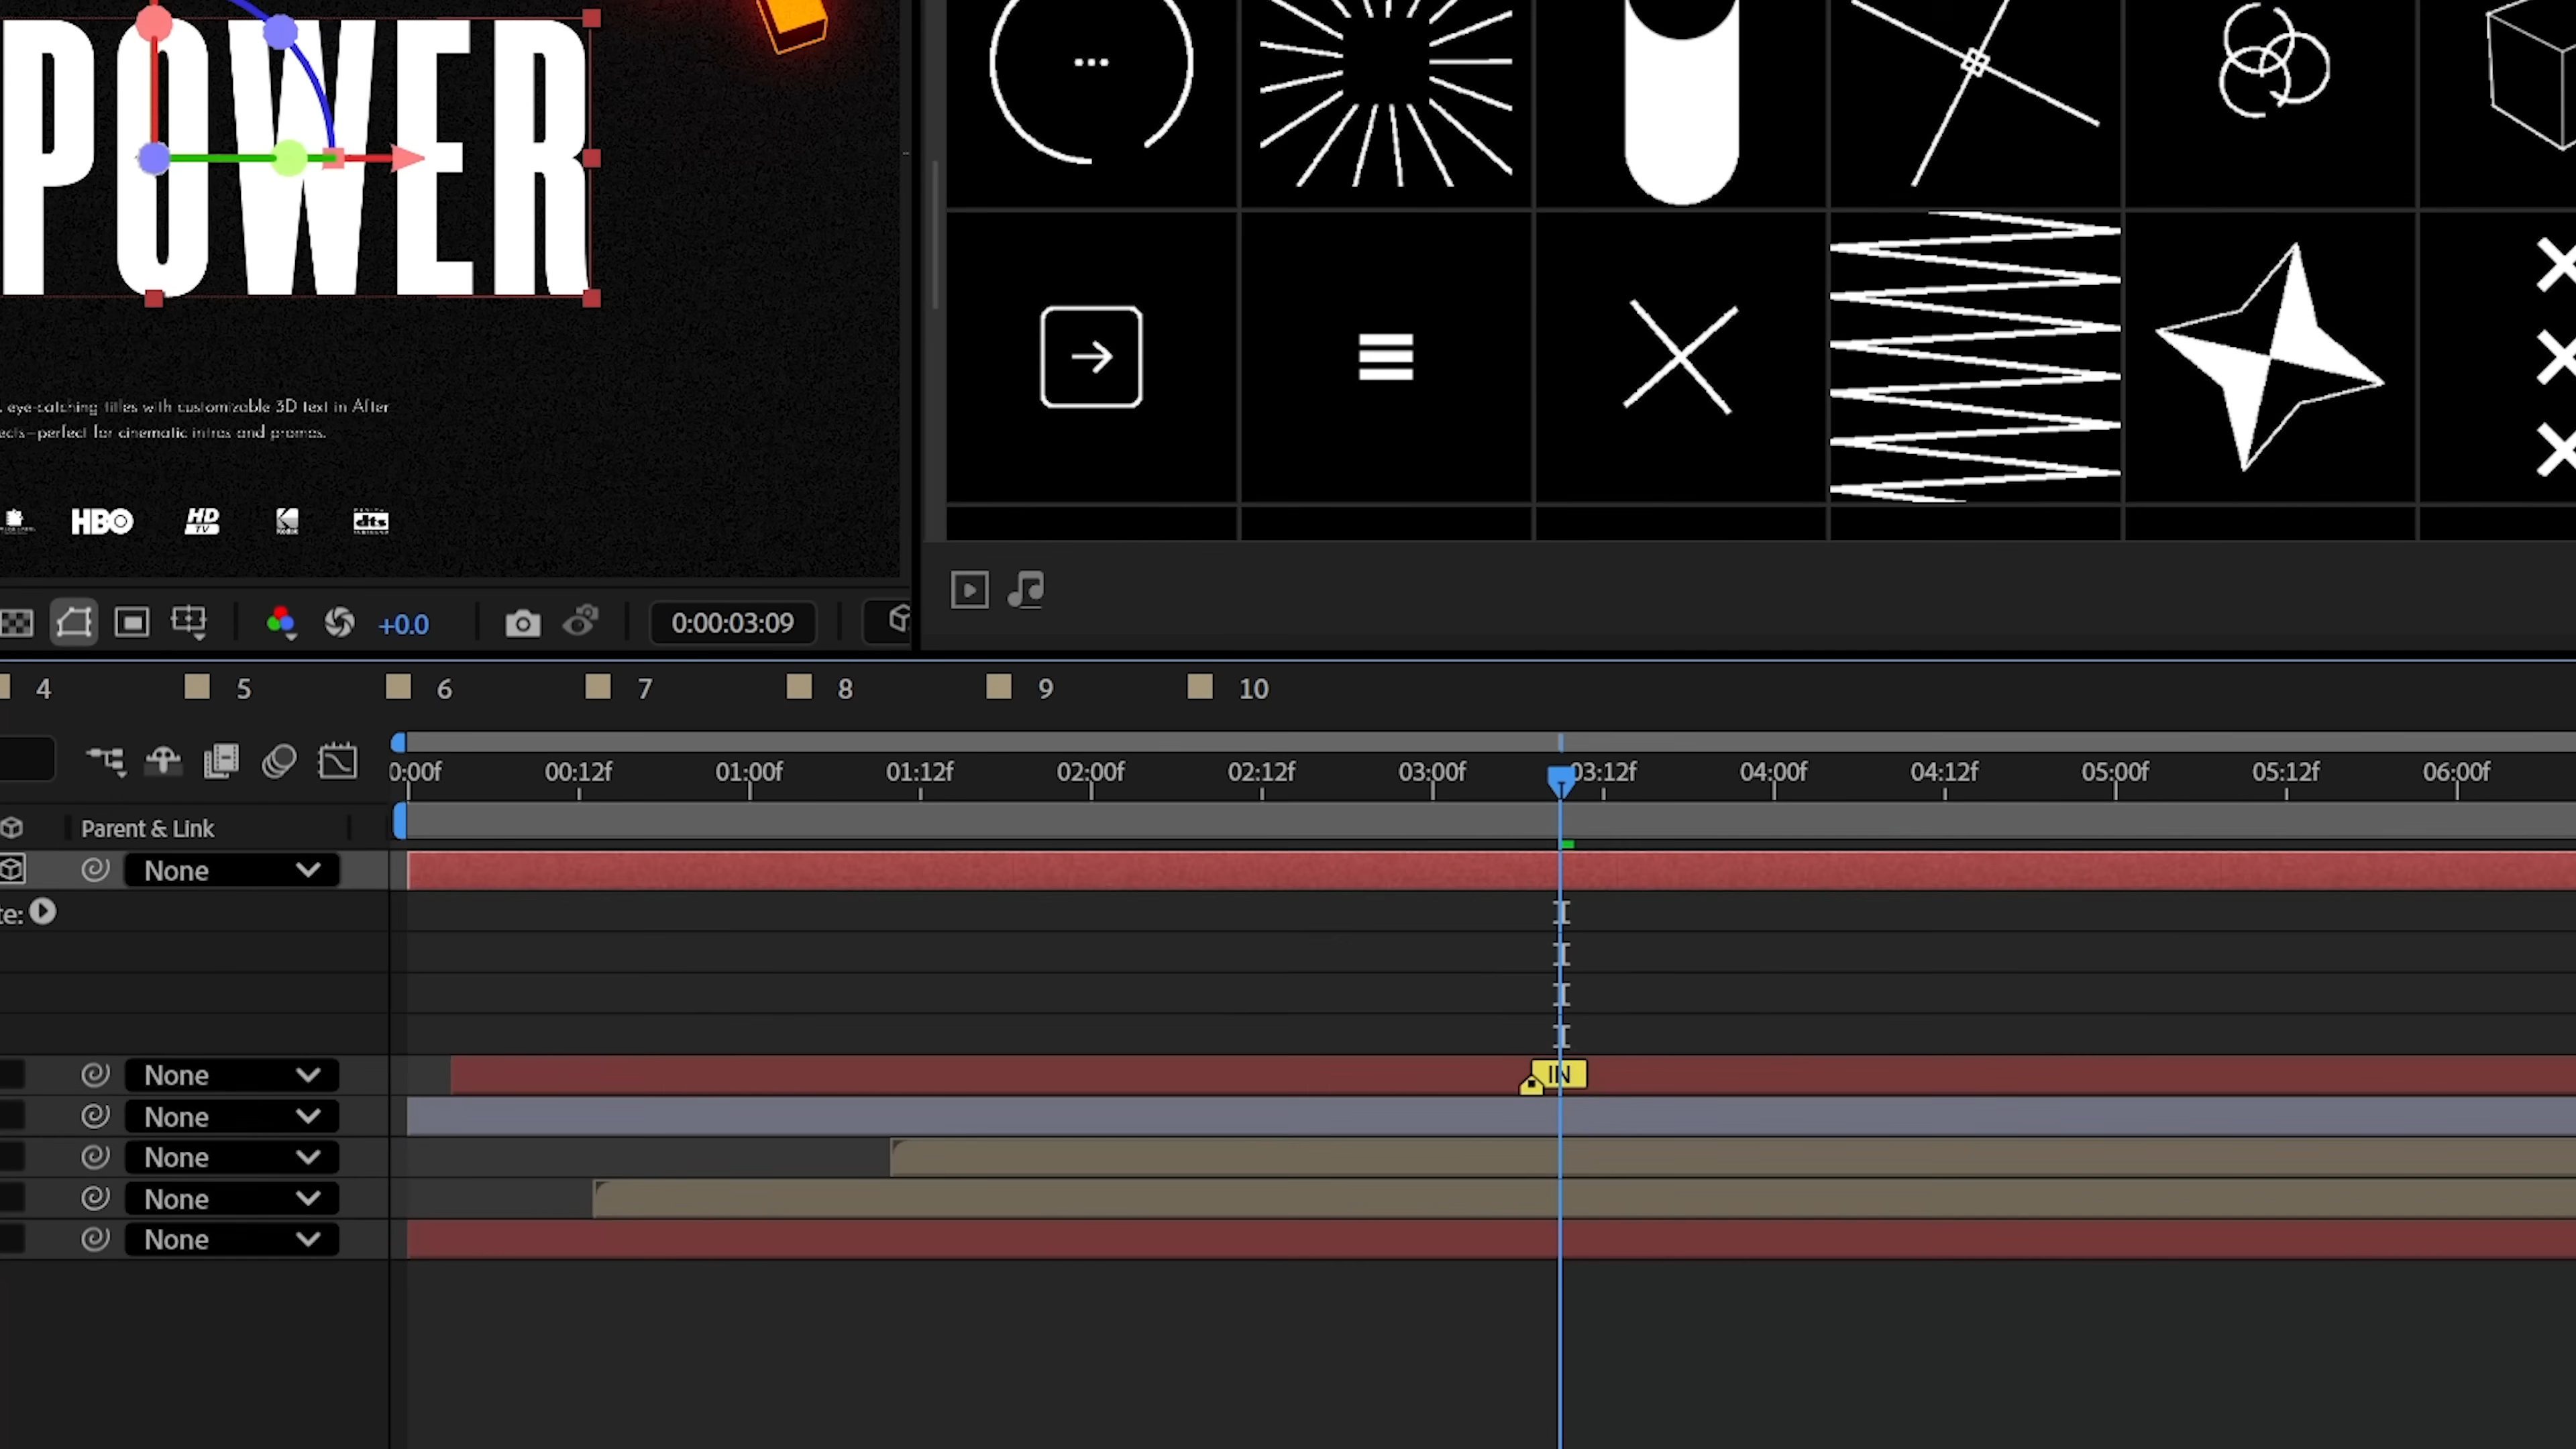 POWER
eye-catching titles with customizable 3D text in After
ects—perfect for cinematic intros and promos.
HBO
HD
TV
Kodak
dts
+0.0
0:00:03:09
4
5
6
7
8
9
10
0:00f
00:12f
01:00f
01:12f
02:00f
02:12f
03:00f
03:12f
04:00f
04:12f
05:00f
05:12f
06:00f
Parent & Link
None
te:
None
IN
None
None
None
None